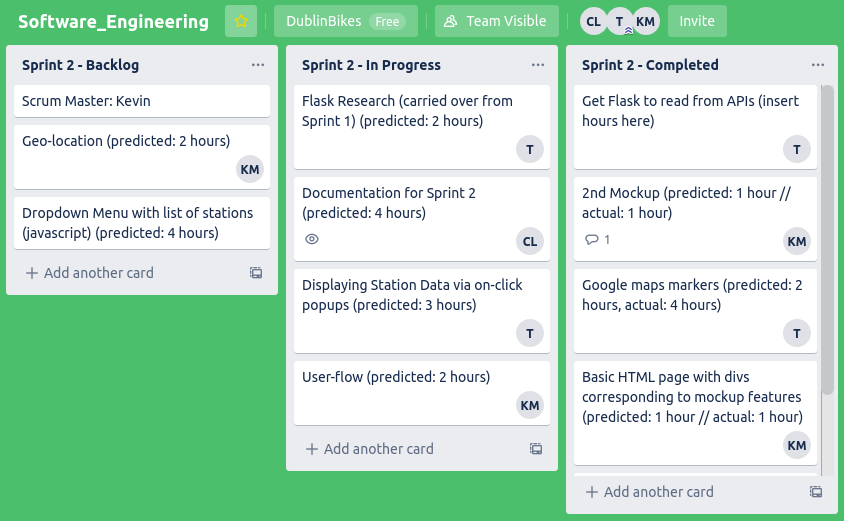 Software_Engineering
DublinBikes Free
Team Visible
CL T KM
Invite
Sprint 2 - Backlog
Scrum Master: Kevin
Geo-location (predicted: 2 hours)
KM
Dropdown Menu with list of stations
(javascript) (predicted: 4 hours)
Add another card
Sprint 2 - In Progress
Flask Research (carried over from
Sprint 1) (predicted: 2 hours)
T
Documentation for Sprint 2
(predicted: 4 hours)
CL
Displaying Station Data via on-click
popups (predicted: 3 hours)
T
User-flow (predicted: 2 hours)
KM
Add another card
Sprint 2 - Completed
Get Flask to read from APIs (insert
hours here)
T
2nd Mockup (predicted: 1 hour //
actual: 1 hour)
1
KM
Google maps markers (predicted: 2
hours, actual: 4 hours)
T
Basic HTML page with divs
corresponding to mockup features
(predicted: 1 hour // actual: 1 hour)
KM
Add another card